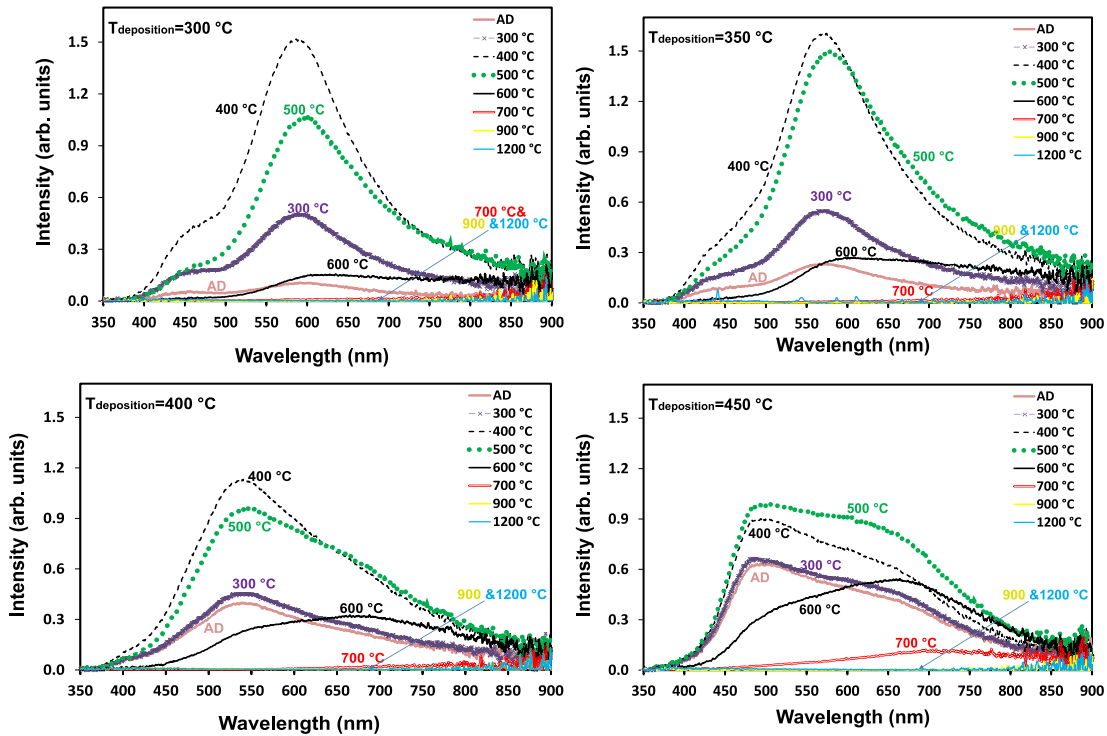 Tdeposition=300 °C
AD
300 °C
400 °C
500 °C
600 °C
700 °C
900 °C
1200 °C
1.5
1.2
0.9
0.6
0.3
0.0
Intensity (arb. units)
400 °C
500 °C
300 °C
700 °C&
900 &1200 °C
600 °C
AD
350 400 450 500 550 600 650 700 750 800 850 900
Wavelength (nm)
Tdeposition=350 °C
AD
300 °C
400 °C
500 °C
600 °C
700 °C
900 °C
1200 °C
1.5
1.2
0.9
0.6
0.3
0.0
Intensity (arb. units)
400 °C
500 °C
300 °C
900 &1200 °C
600 °C
AD
700 °C
350 400 450 500 550 600 650 700 750 800 850 900
Wavelength (nm)
Tdeposition=400 °C
AD
300 °C
400 °C
500 °C
600 °C
700 °C
900 °C
1200 °C
1.5
1.2
0.9
0.6
0.3
0.0
Intensity (arb. units)
400 °C
500 °C
300 °C
900
&1200 °C
AD
600 °C
700 °C
350 400 450 500 550 600 650 700 750 800 850 900
Wavelength (nm)
Tdeposition=450 °C
AD
300 °C
400 °C
500 °C
600 °C
700 °C
900 °C
1200 °C
1.5
1.2
0.9
0.6
0.3
0.0
Intensity (arb. units)
500 °C
400 °C
300 °C
AD
900
&1200 °C
600 °C
700 °C
350 400 450 500 550 600 650 700 750 800 850 900
Wavelength (nm)